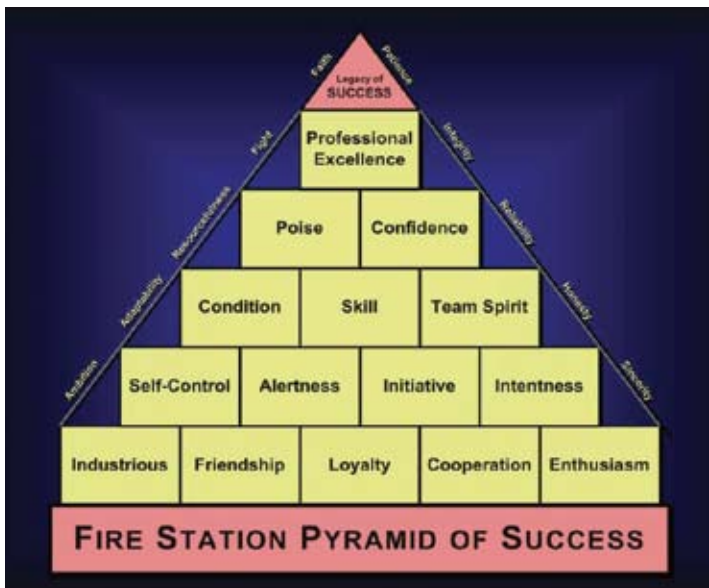 Faith
Patience
Legacy of
SUCCESS
Fight
Integrity
Professional
Excellence
Resourcefulness
Reliability
Poise
Confidence
Adaptability
Honesty
Condition
Skill
Team Spirit
Ambition
Sincerity
Self-Control
Alertness
Initiative
Intentness
Industrious
Friendship
Loyalty
Cooperation
Enthusiasm
FIRE STATION PYRAMID OF SUCCESS